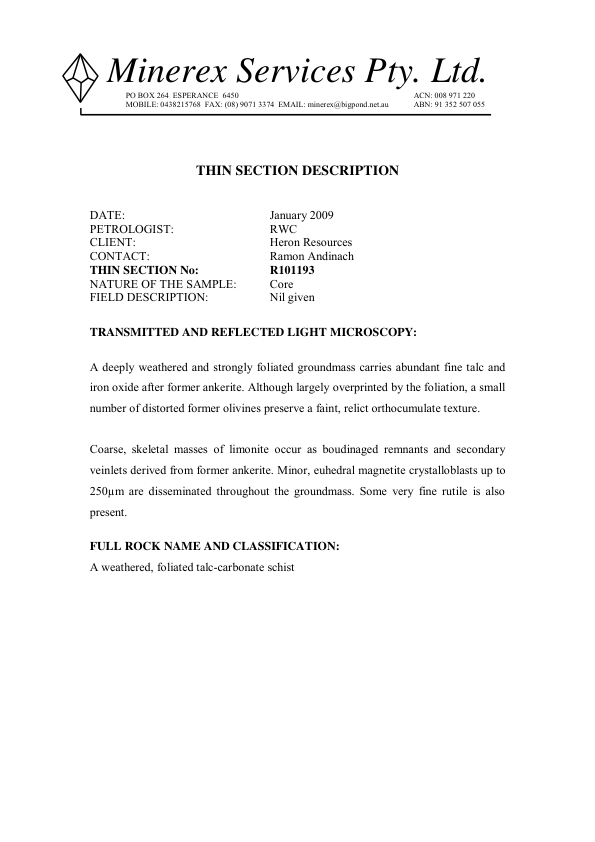 Minerex Services Pty. Ltd.
PO BOX 264 ESPERANCE 6450 ACN: 008 971 220
MOBILE: 0438215768 FAX: (08) 9071 3374 EMAIL: minerex@bigpond.net.au ABN: 91 352 507 055
THIN SECTION DESCRIPTION
DATE: January 2009
PETROLOGIST: RWC
CLIENT: Heron Resources
CONTACT: Ramon Andinach
THIN SECTION No: R101193
NATURE OF THE SAMPLE: Core
FIELD DESCRIPTION: Nil given
TRANSMITTED AND REFLECTED LIGHT MICROSCOPY:
A deeply weathered and strongly foliated groundmass carries abundant fine talc and
iron oxide after former ankerite. Although largely overprinted by the foliation, a small
number of distorted former olivines preserve a faint, relict orthocumulate texture.
Coarse, skeletal masses of limonite occur as boudinaged remnants and secondary
veinlets derived from former ankerite. Minor, euhedral magnetite crystalloblasts up to
250µm are disseminated throughout the groundmass. Some very fine rutile is also
present.
FULL ROCK NAME AND CLASSIFICATION:
A weathered, foliated talc-carbonate schist